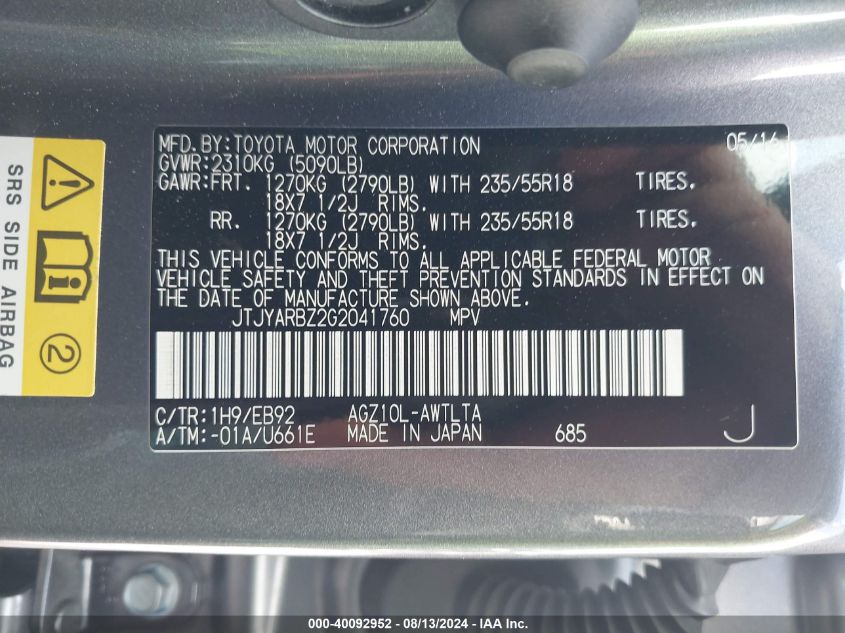 MFD.BY:TOYOTA MOTOR CORPORATION 05/16
GVWR:2310KG (5090LB)
GAWR:FRT. 1270KG (2790LB) WITH 235/55R18 TIRES.
18X7 1/2J RIMS.
RR. 1270KG (2790LB) WITH 235/55R18 TIRES.
18X7 1/2J RIMS.
THIS VEHICLE CONFORMS TO ALL APPLICABLE FEDERAL MOTOR
VEHICLE SAFETY AND THEFT PREVENTION STANDARDS IN EFFECT ON
THE DATE OF MANUFACTURE SHOWN ABOVE.
JTJYARBZ2G2041760 MPV
C/TR:1H9/EB92 AGZ10L-AWTLTA
A/TM:-01A/U661E MADE IN JAPAN 685 J
SRS SIDE AIRBAG
2
000-40092952 - 08/13/2024 - IAA Inc.